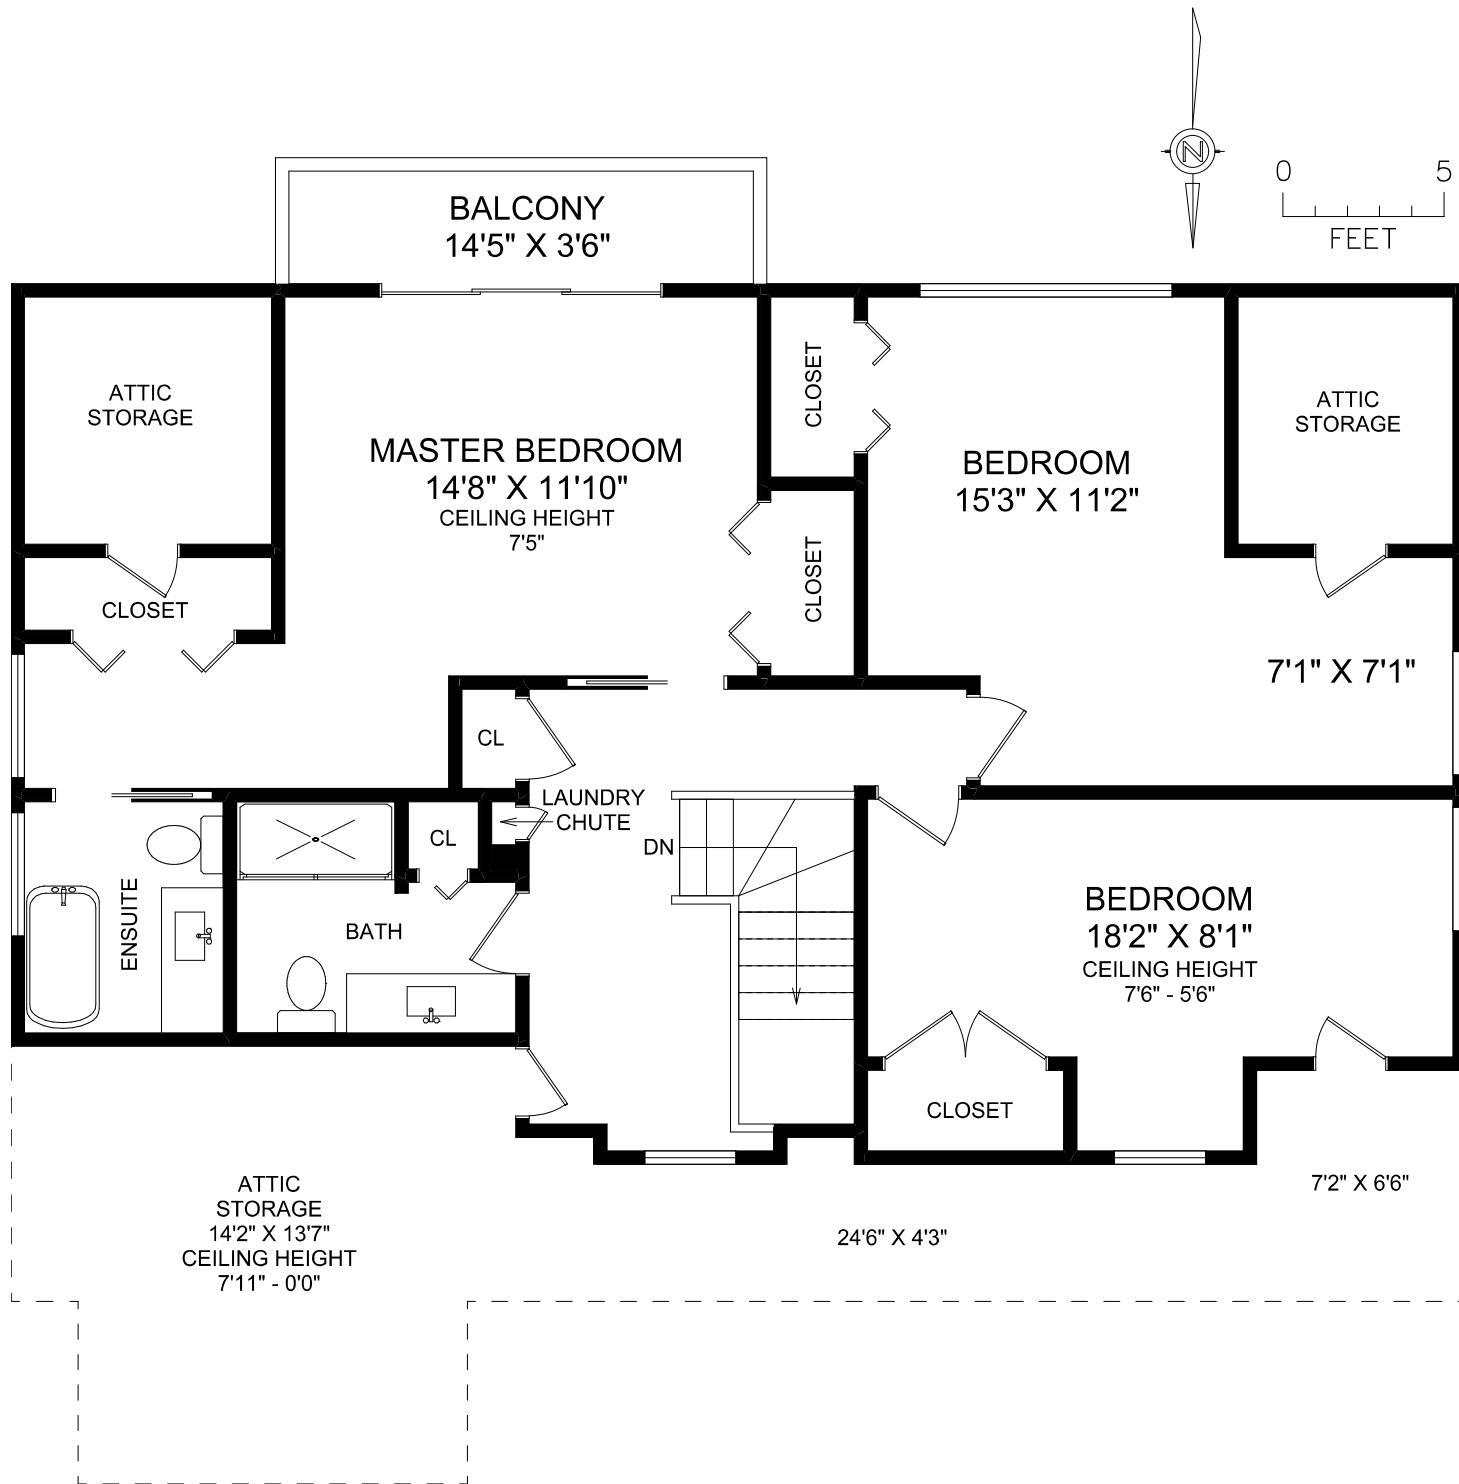 N
0 5
FEET
BALCONY
14'5" X 3'6"
ATTIC
STORAGE
MASTER BEDROOM
14'8" X 11'10"
CEILING HEIGHT
7'5"
CLOSET
CLOSET
CLOSET
BEDROOM
15'3" X 11'2"
ATTIC
STORAGE
7'1" X 7'1"
CL
LAUNDRY
CHUTE
CL
DN
ENSUITE
BATH
BEDROOM
18'2" X 8'1"
CEILING HEIGHT
7'6" - 5'6"
CLOSET
ATTIC
STORAGE
14'2" X 13'7"
CEILING HEIGHT
7'11" - 0'0"
24'6" X 4'3"
7'2" X 6'6"